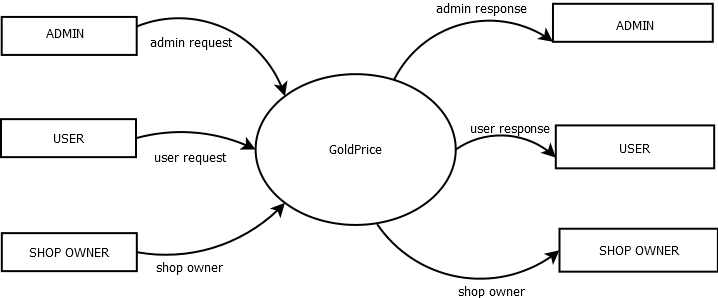 admin response
ADMIN
admin request
ADMIN
USER
user request
GoldPrice
user response
USER
SHOP OWNER
shop owner
SHOP OWNER
shop owner